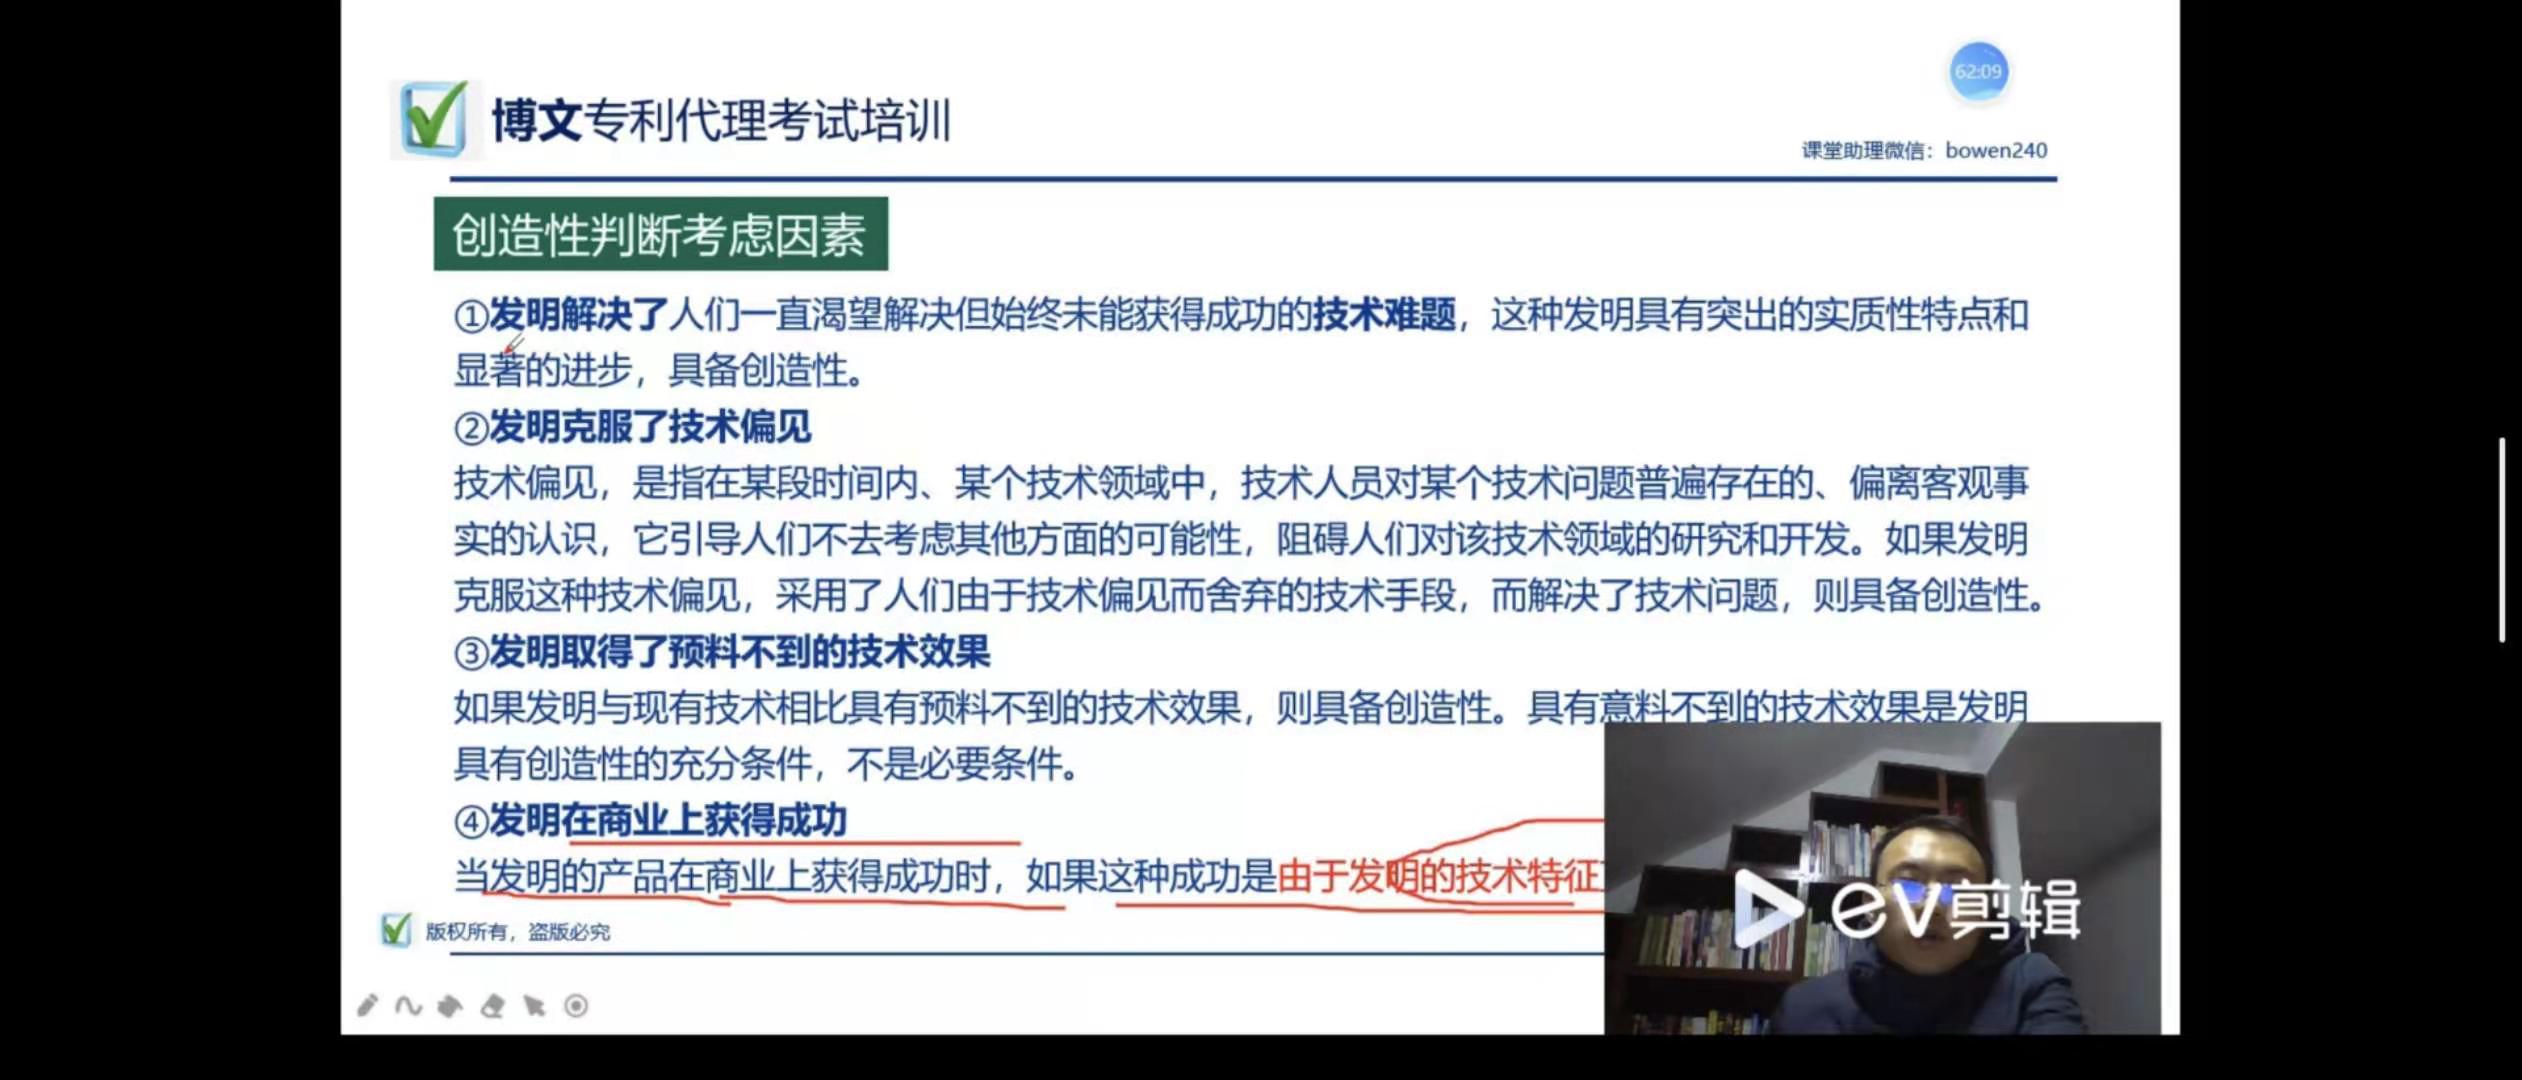 62:09
博文专利代理考试培训
课堂助理微信：bowen240
创造性判断考虑因素
①发明解决了人们一直渴望解决但始终未能获得成功的技术难题，这种发明具有突出的实质性特点和
显著的进步，具备创造性。
②发明克服了技术偏见
技术偏见，是指在某段时间内、某个技术领域中，技术人员对某个技术问题普遍存在的、偏离客观事
实的认识，它引导人们不去考虑其他方面的可能性，阻碍人们对该技术领域的研究和开发。如果发明
克服这种技术偏见，采用了人们由于技术偏见而舍弃的技术手段，而解决了技术问题，则具备创造性。
③发明取得了预料不到的技术效果
如果发明与现有技术相比具有预料不到的技术效果，则具备创造性。具有意料不到的技术效果是发明
具有创造性的充分条件，不是必要条件。
④发明在商业上获得成功
当发明的产品在商业上获得成功时，如果这种成功是由于发明的技术特征
版权所有，盗版必究
ev剪辑